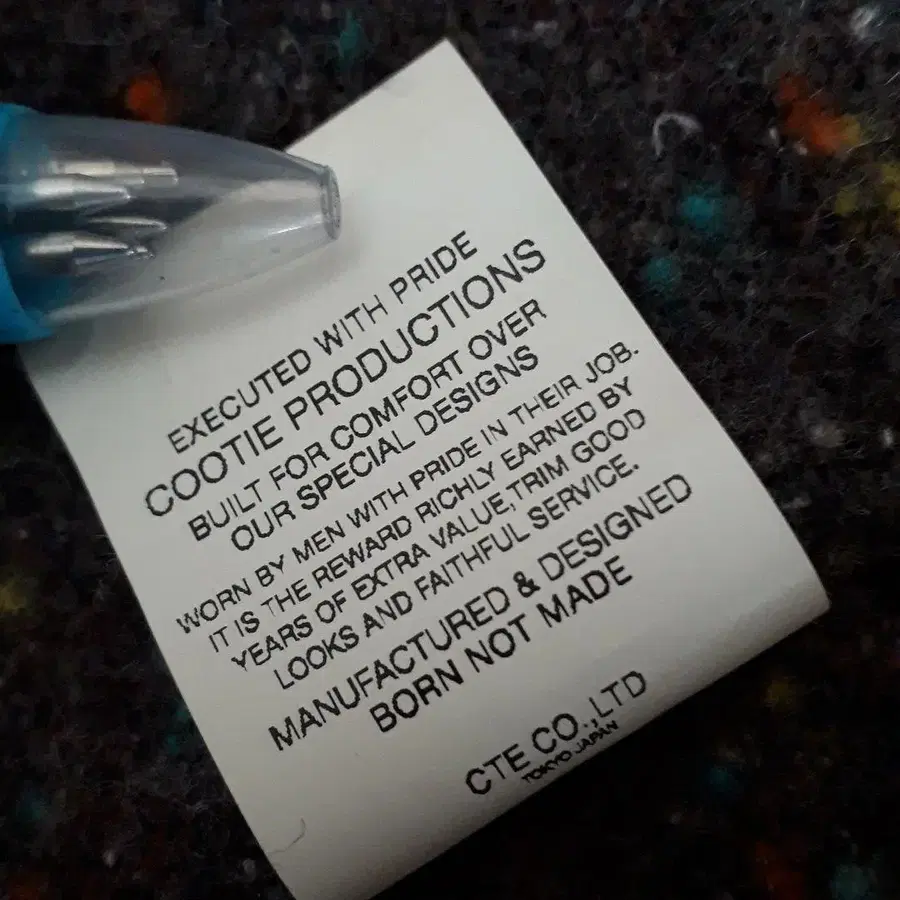 EXECUTED WITH PRIDE
COOTIE PRODUCTIONS
BUILT FOR COMFORT OVER
OUR SPECIAL DESIGNS
WORN BY MEN WITH PRIDE IN THEIR JOB.
IT IS THE REWARD RICHLY EARNED BY
YEARS OF EXTRA VALUE,TRIM GOOD
LOOKS AND FAITHFUL SERVICE.
MANUFACTURED & DESIGNED
BORN NOT MADE
CTE CO.,LTD
TOKYO JAPAN